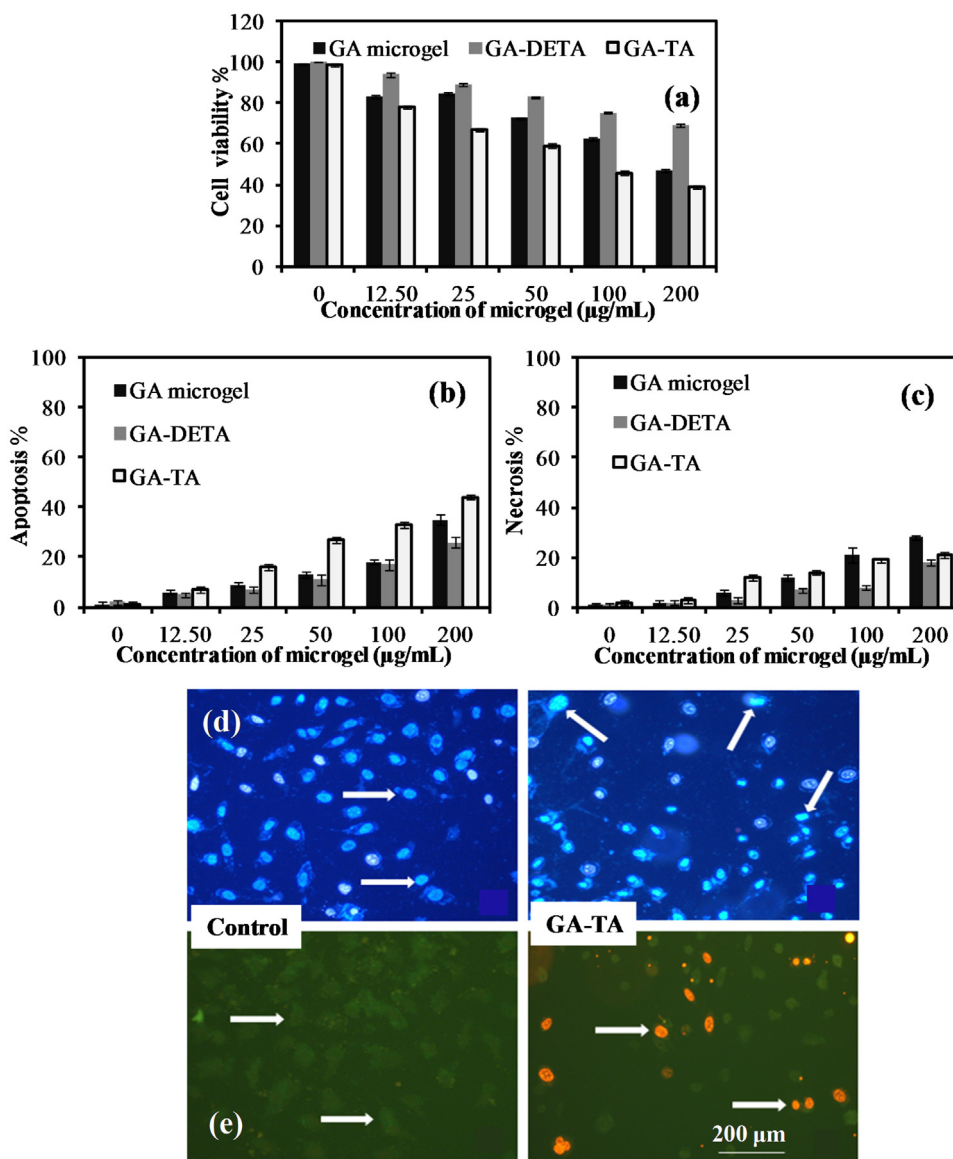 120
100
80
60
40
20
0
Cell viability %
GA microgel GA-DETA GA-TA
(a)
0 12.50 25 50 100 200
Concentration of microgel (µg/mL)
100
80
60
40
20
0
Apoptosis %
GA microgel
GA-DETA
GA-TA
(b)
0 12.50 25 50 100 200
Concentration of microgel (µg/mL)
100
80
60
40
20
0
Necrosis %
GA microgel
GA-DETA
GA-TA
(c)
0 12.50 25 50 100 200
Concentration of microgel (µg/mL)
(d)
Control
GA-TA
(e)
200 µm